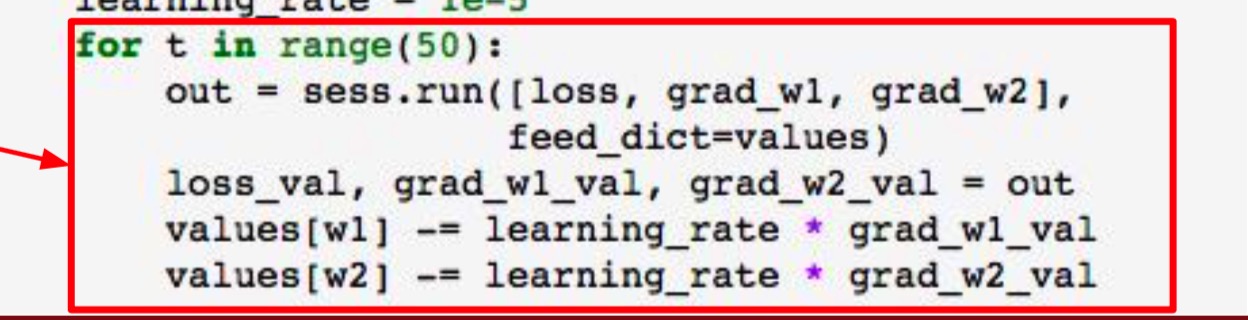 learning_rate = 1e-5
for t in range(50):
    out = sess.run([loss, grad_w1, grad_w2],
                   feed_dict=values)
    loss_val, grad_w1_val, grad_w2_val = out
    values[w1] -= learning_rate * grad_w1_val
    values[w2] -= learning_rate * grad_w2_val